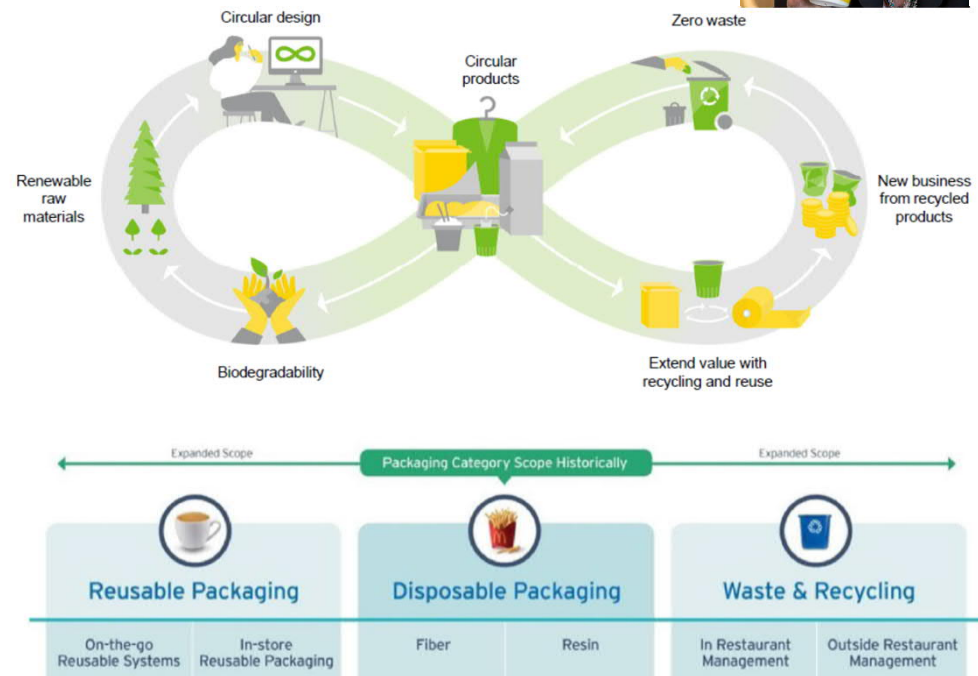 Circular design
Zero waste
Circular
products
Renewable
raw
materials
New business
from recycled
products
Biodegradability
Extend value with
recycling and reuse
Expanded Scope
Packaging Category Scope Historically
Expanded Scope
Reusable Packaging
Disposable Packaging
Waste & Recycling
On-the-go
Reusable Systems
In-store
Reusable Packaging
Fiber
Resin
In Restaurant
Management
Outside Restaurant
Management